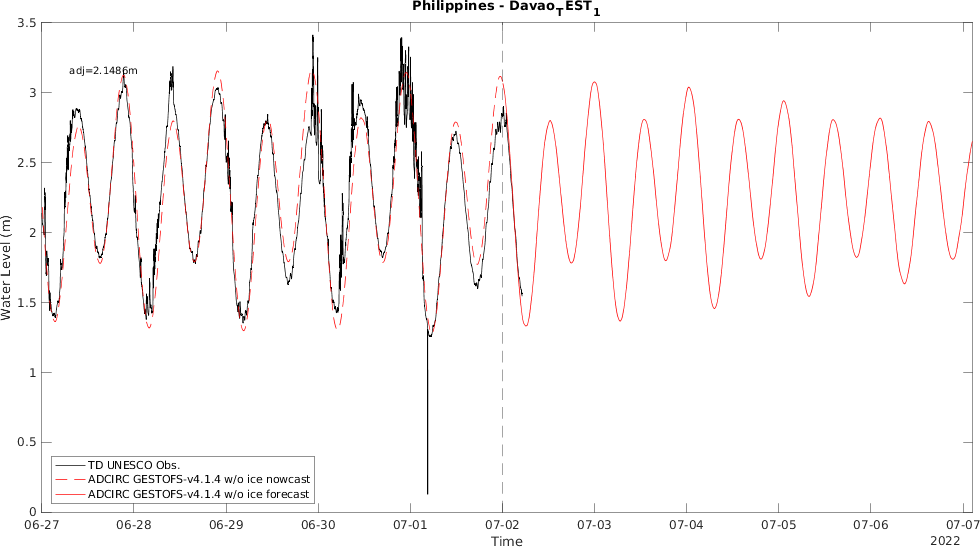 Philippines - Davao_TEST_1
3.5
adj=2.1486m
3
2.5
2
Water Level (m)
1.5
1
0.5
0
TD UNESCO Obs.
ADCIRC GESTOFS-v4.1.4 w/o ice nowcast
ADCIRC GESTOFS-v4.1.4 w/o ice forecast
06-27 06-28 06-29 06-30 07-01 07-02 07-03 07-04 07-05 07-06 07-07
Time
2022